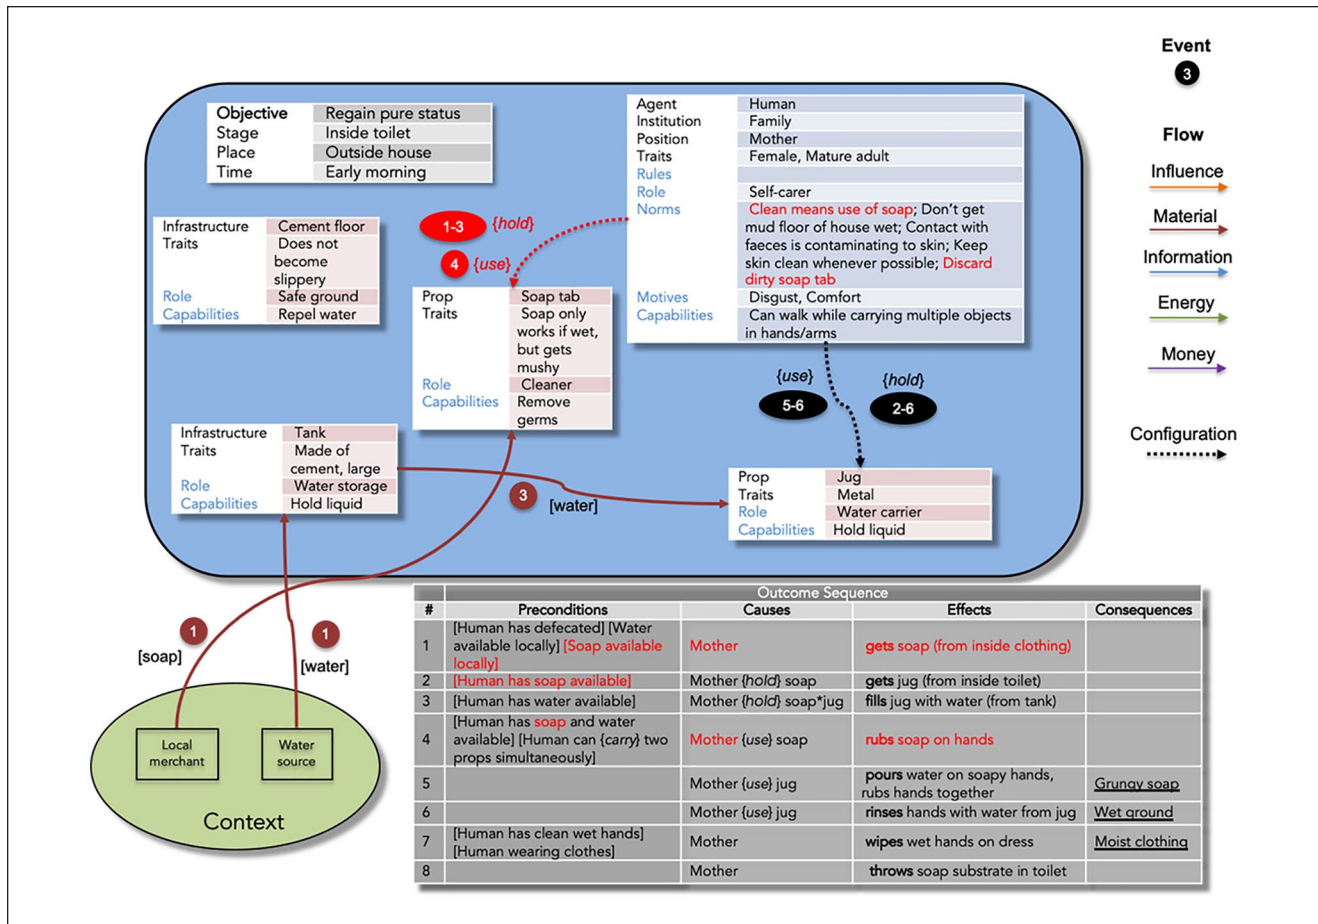 Event
3
Flow
Influence
Material
Information
Energy
Money
Configuration
Objective Regain pure status
Stage Inside toilet
Place Outside house
Time Early morning
Agent Human
Institution Family
Position Mother
Traits Female, Mature adult
Rules
Role Self-carer
Norms Clean means use of soap; Don't get
mud floor of house wet; Contact with
faeces is contaminating to skin; Keep
skin clean whenever possible; Discard
dirty soap tab
Motives Disgust, Comfort
Capabilities Can walk while carrying multiple objects
in hands/arms
Infrastructure Cement floor
Traits Does not
become
slippery
Role Safe ground
Capabilities Repel water
1-3 {hold}
4 {use}
Prop Soap tab
Traits Soap only
works if wet,
but gets
mushy
Role Cleaner
Capabilities Remove
germs
{use} {hold}
5-6 2-6
Infrastructure Tank
Traits Made of
cement, large
Role Water storage
Capabilities Hold liquid
3
[water]
Prop Jug
Traits Metal
Role Water carrier
Capabilities Hold liquid
1
[soap]
1
[water]
Local
merchant
Water
source
Context
Outcome Sequence
# Preconditions Causes Effects Consequences
1 [Human has defecated] [Water
available locally] [Soap available
locally] Mother gets soap (from inside clothing)
2 [Human has soap available] Mother {hold} soap gets jug (from inside toilet)
3 [Human has water available] Mother {hold} soap*jug fills jug with water (from tank)
4 [Human has soap and water
available] [Human can {carry} two
props simultaneously] Mother {use} soap rubs soap on hands
5 Mother {use} jug pours water on soapy hands,
rubs hands together Grungy soap
6 Mother {use} jug rinses hands with water from jug Wet ground
7 [Human has clean wet hands]
[Human wearing clothes] Mother wipes wet hands on dress Moist clothing
8 Mother throws soap substrate in toilet